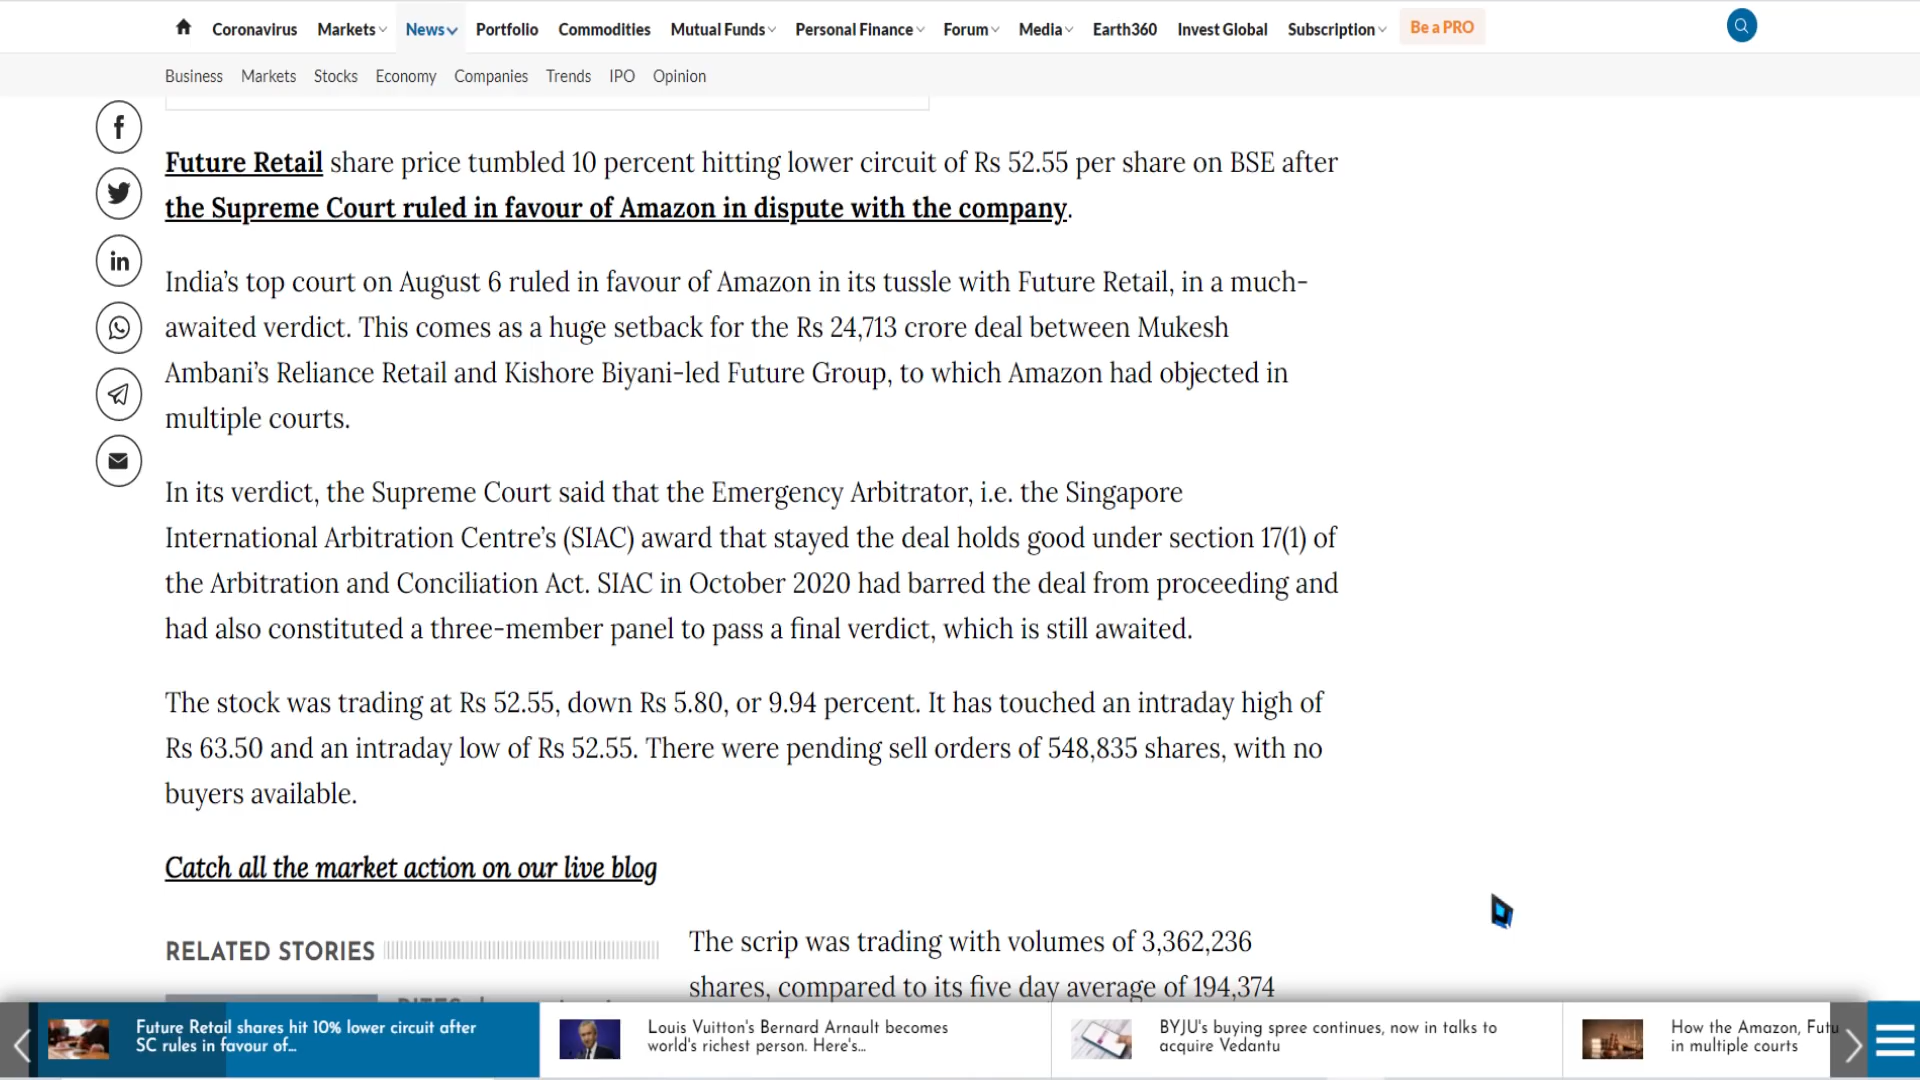 Coronavirus Markets News Portfolio Commodities Mutual Funds Personal Finance Forum Media Earth360 Invest Global Subscription Be a PRO
Business Markets Stocks Economy Companies Trends IPO Opinion
Future Retail share price tumbled 10 percent hitting lower circuit of Rs 52.55 per share on BSE after
the Supreme Court ruled in favour of Amazon in dispute with the company.
India’s top court on August 6 ruled in favour of Amazon in its tussle with Future Retail, in a much-
awaited verdict. This comes as a huge setback for the Rs 24,713 crore deal between Mukesh
Ambani’s Reliance Retail and Kishore Biyani-led Future Group, to which Amazon had objected in
multiple courts.
In its verdict, the Supreme Court said that the Emergency Arbitrator, i.e. the Singapore
International Arbitration Centre’s (SIAC) award that stayed the deal holds good under section 17(1) of
the Arbitration and Conciliation Act. SIAC in October 2020 had barred the deal from proceeding and
had also constituted a three-member panel to pass a final verdict, which is still awaited.
The stock was trading at Rs 52.55, down Rs 5.80, or 9.94 percent. It has touched an intraday high of
Rs 63.50 and an intraday low of Rs 52.55. There were pending sell orders of 548,835 shares, with no
buyers available.
Catch all the market action on our live blog
RELATED STORIES
The scrip was trading with volumes of 3,362,236
shares, compared to its five day average of 194,374
Future Retail shares hit 10% lower circuit after
SC rules in favour of...
Louis Vuitton's Bernard Arnault becomes
world's richest person. Here's...
BYJU's buying spree continues, now in talks to
acquire Vedantu
How the Amazon, Futu
in multiple courts